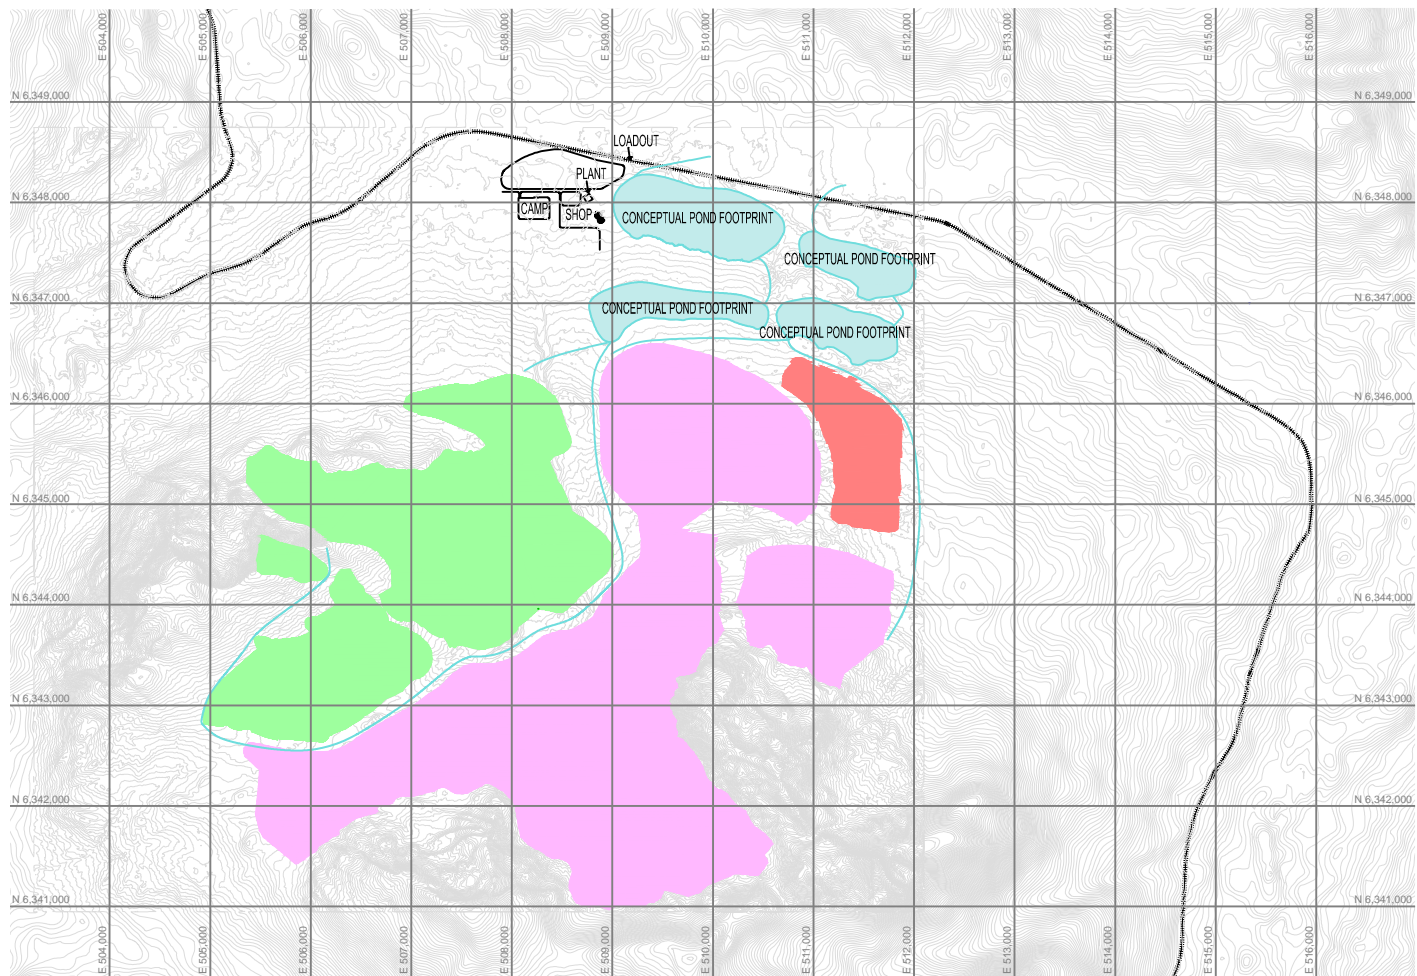 E 504,000
E 505,000
E 506,000
E 507,000
E 508,000
E 509,000
E 510,000
E 511,000
E 512,000
E 513,000
E 514,000
E 515,000
E 516,000
N 6,349,000
N 6,349,000
LOADOUT
PLANT
N 6,348,000
N 6,348,000
CAMP
SHOP
CONCEPTUAL POND FOOTPRINT
CONCEPTUAL POND FOOTPRINT
N 6,347,000
N 6,347,000
CONCEPTUAL POND FOOTPRINT
CONCEPTUAL POND FOOTPRINT
N 6,346,000
N 6,346,000
N 6,345,000
N 6,345,000
N 6,344,000
N 6,344,000
N 6,343,000
N 6,343,000
N 6,342,000
N 6,342,000
N 6,341,000
N 6,341,000
E 504,000
E 505,000
E 506,000
E 507,000
E 508,000
E 509,000
E 510,000
E 511,000
E 512,000
E 513,000
E 514,000
E 515,000
E 516,000